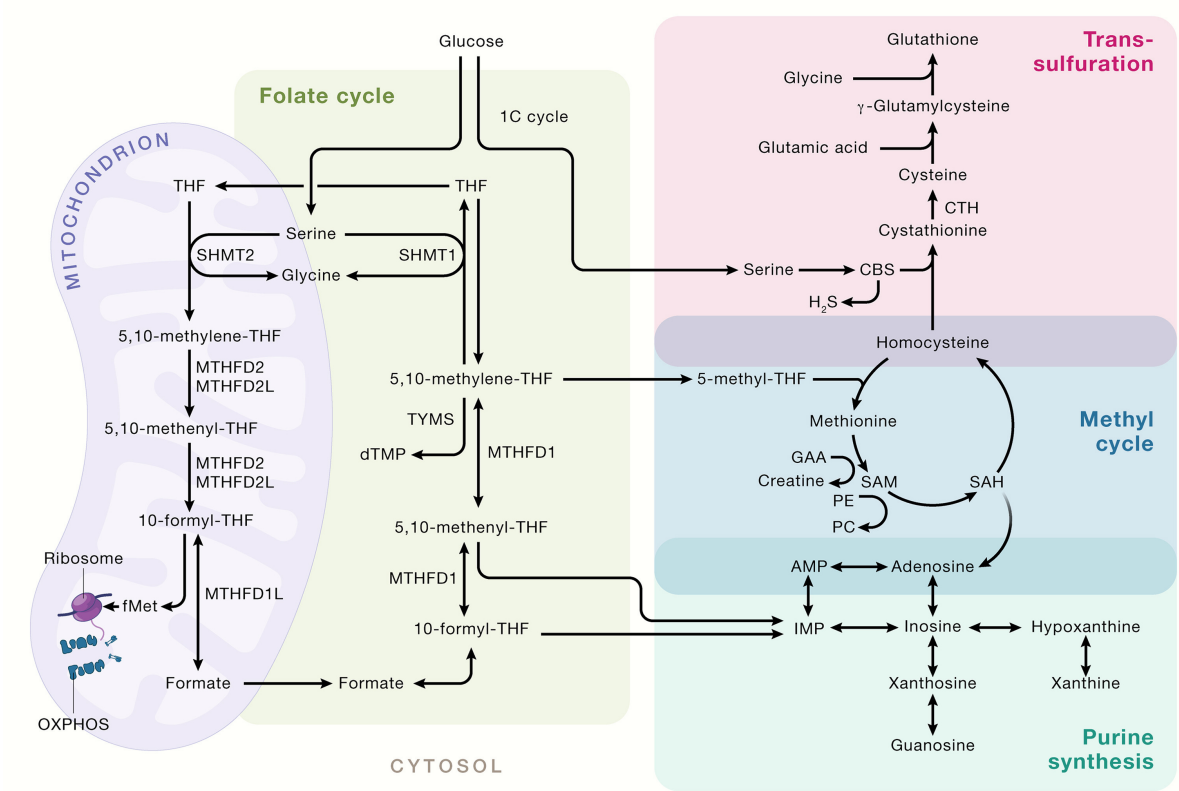 Glucose
1C cycle
Folate cycle
MITOCHONDRION
THF
THF
Serine
SHMT2
SHMT1
Glycine
5,10-methylene-THF
MTHFD2
MTHFD2L
5,10-methenyl-THF
MTHFD2
MTHFD2L
10-formyl-THF
Ribosome
fMet
MTHFD1L
OXPHOS
Formate
Formate
5,10-methylene-THF
TYMS
dTMP
MTHFD1
5,10-methenyl-THF
MTHFD1
10-formyl-THF
CYTOSOL
Trans-
sulfuration
Glutathione
Glycine
γ-Glutamylcysteine
Glutamic acid
Cysteine
CTH
Cystathionine
Serine
CBS
H2S
Homocysteine
5-methyl-THF
Methyl
cycle
Methionine
GAA
Creatine
SAM
SAH
PE
PC
AMP
Adenosine
IMP
Inosine
Hypoxanthine
Xanthosine
Xanthine
Guanosine
Purine
synthesis